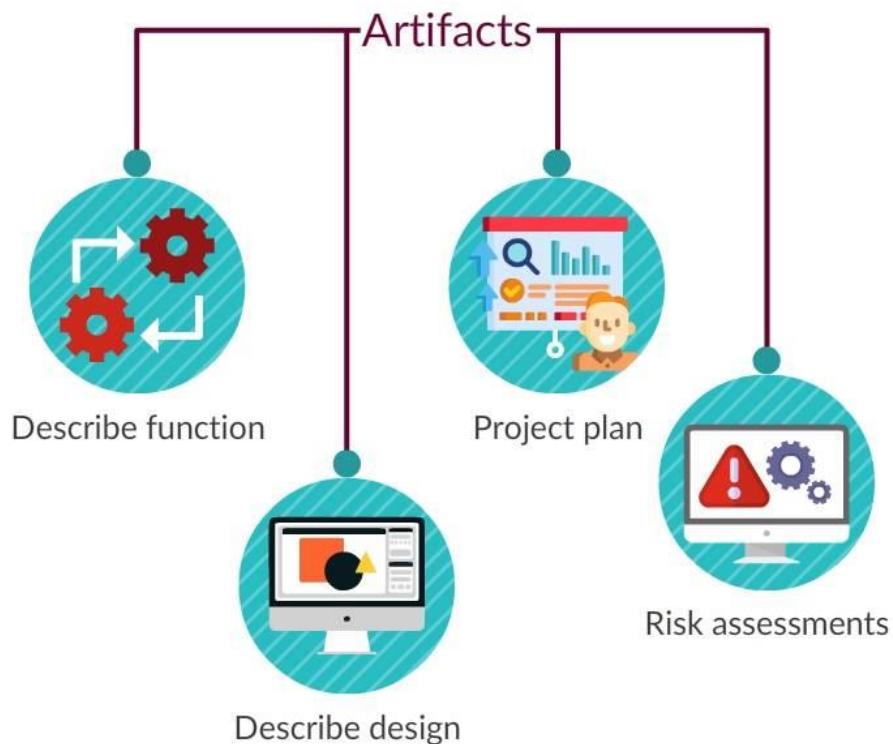 Artifacts
Describe function
Project plan
Risk assessments
Describe design